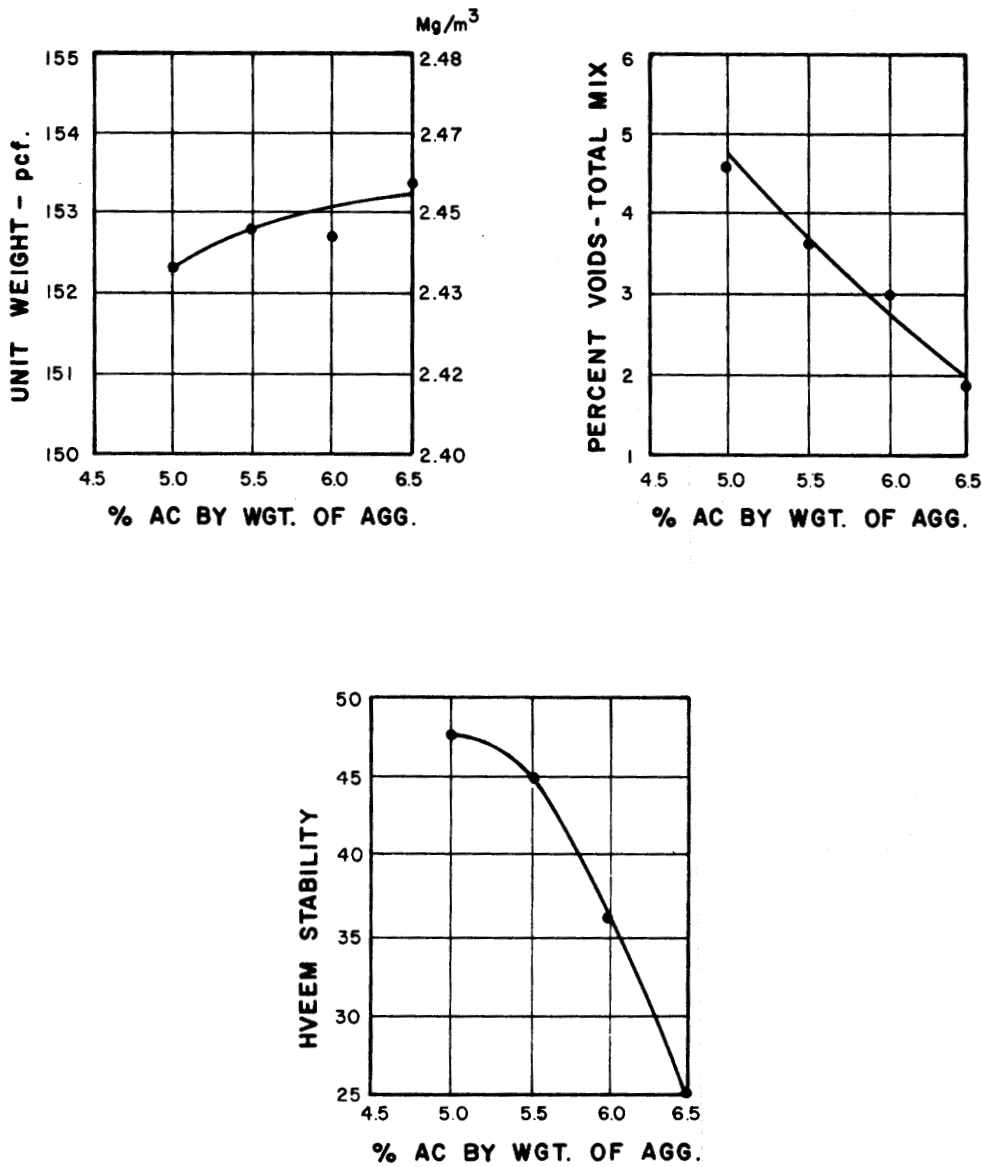 Mg/m³
UNIT WEIGHT - pcf.
155
154
153
152
151
150
2.48
2.47
2.45
2.43
2.42
2.40
4.5 5.0 5.5 6.0 6.5
% AC BY WGT. OF AGG.
PERCENT VOIDS-TOTAL MIX
6
5
4
3
2
1
4.5 5.0 5.5 6.0 6.5
% AC BY WGT. OF AGG.
HVEEM STABILITY
50
45
40
35
30
25
4.5 5.0 5.5 6.0 6.5
% AC BY WGT. OF AGG.